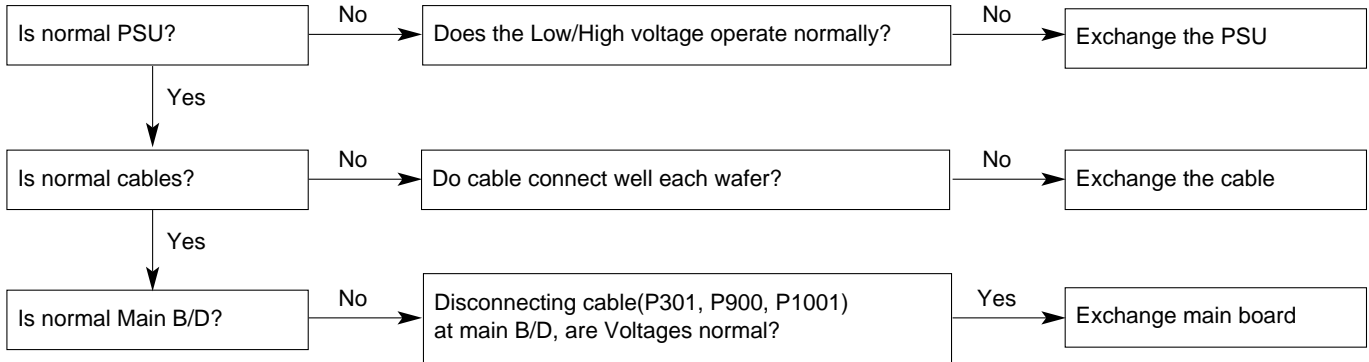 Is normal PSU?
No
Does the Low/High voltage operate normally?
No
Exchange the PSU
Yes
Is normal cables?
No
Do cable connect well each wafer?
No
Exchange the cable
Yes
Is normal Main B/D?
No
Disconnecting cable(P301, P900, P1001)
at main B/D, are Voltages normal?
Yes
Exchange main board